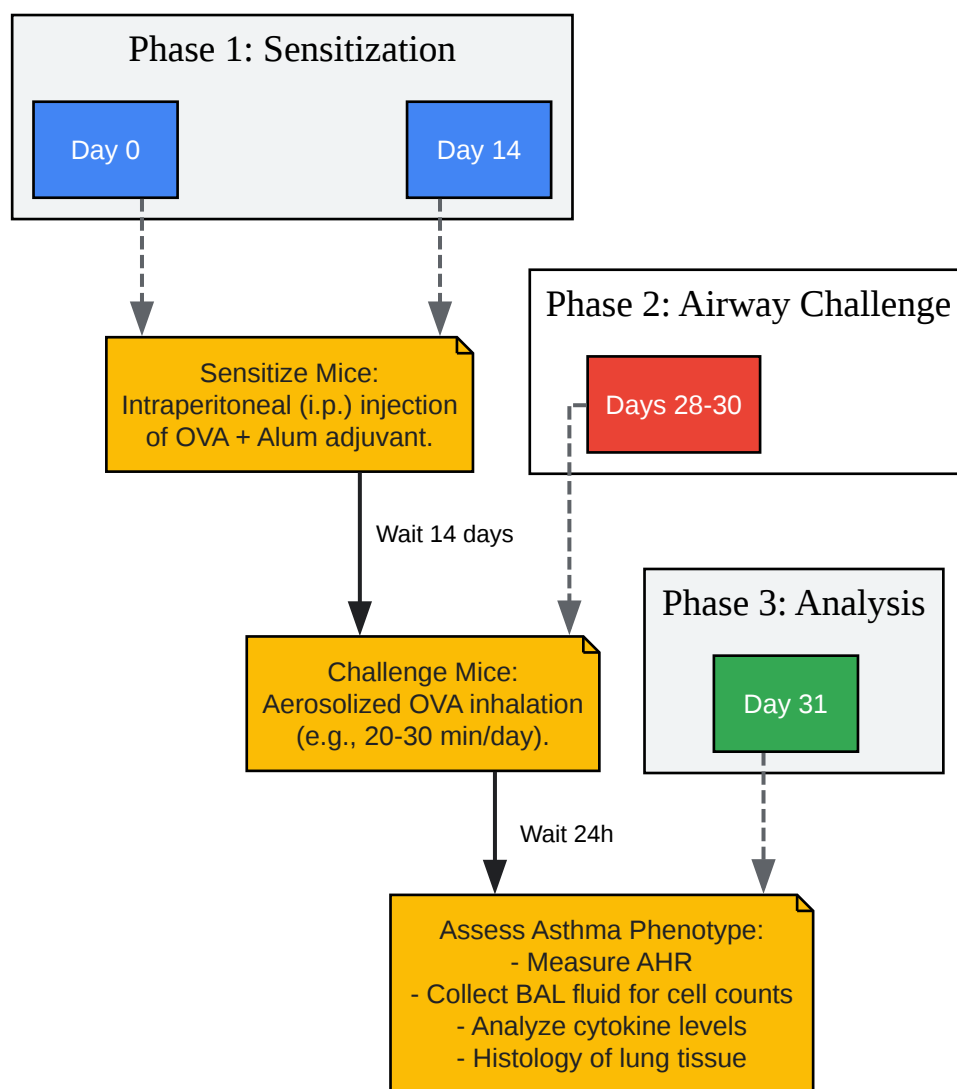 Phase 1: Sensitization
Day 0
Day 14
Sensitize Mice:
Intraperitoneal (i.p.) injection
of OVA + Alum adjuvant.
Phase 2: Airway Challenge
Days 28-30
Wait 14 days
Phase 3: Analysis
Day 31
Challenge Mice:
Aerosolized OVA inhalation
(e.g., 20-30 min/day).
Wait 24h
Assess Asthma Phenotype:
- Measure AHR
- Collect BAL fluid for cell counts
- Analyze cytokine levels
- Histology of lung tissue